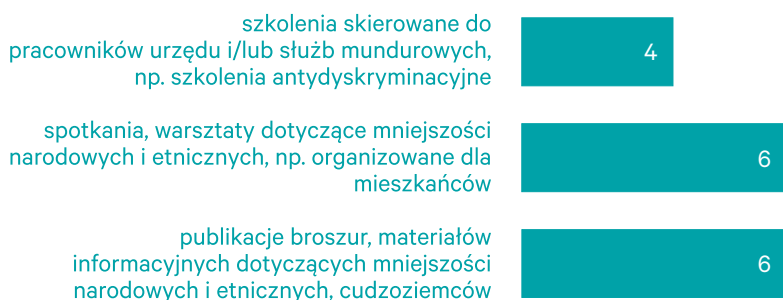 szkolenia skierowane do
pracowników urzędu i/lub służb mundurowych,
np. szkolenia antydyskryminacyjne
4
spotkania, warsztaty dotyczące mniejszości
narodowych i etnicznych, np. organizowane dla
mieszkańców
6
publikacje broszur, materiałów
informacyjnych dotyczących mniejszości
narodowych i etnicznych, cudzoziemców
6